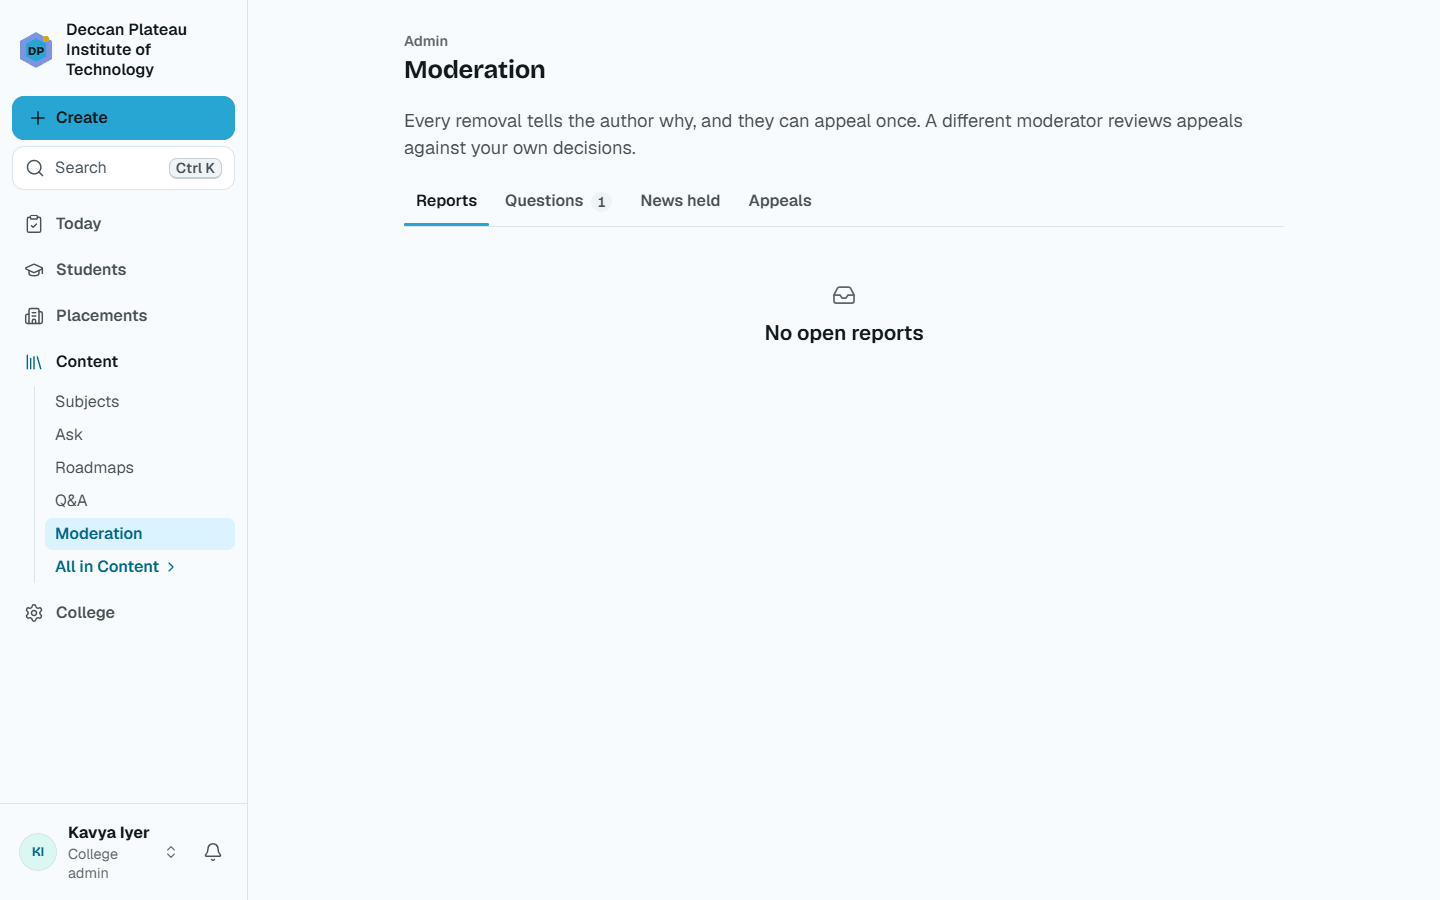 Deccan Plateau
Institute of
Technology
DP
Create
Search
Ctrl K
Today
Students
Placements
Content
Subjects
Ask
Roadmaps
Q&A
Moderation
All in Content
College
Kavya Iyer
KI
College
admin
Admin
Moderation
Every removal tells the author why, and they can appeal once. A different moderator reviews appeals
against your own decisions.
Reports
Questions 1
News held
Appeals
No open reports